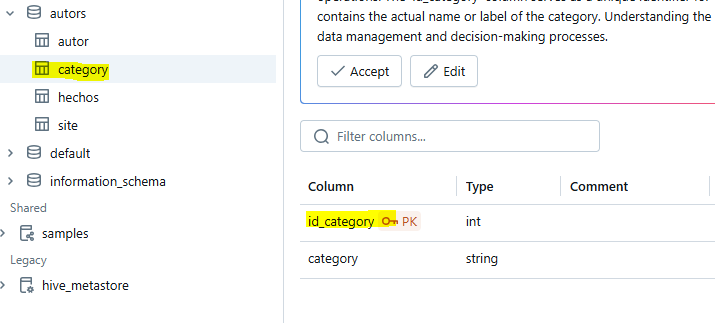 autors
autor
category
hechos
site
default
information_schema
Shared
samples
Legacy
hive_metastore
contains the actual name or label of the category. Understanding the
data management and decision-making processes.
Accept
Edit
Filter columns...
Column Type Comment
id_category PK int
category string